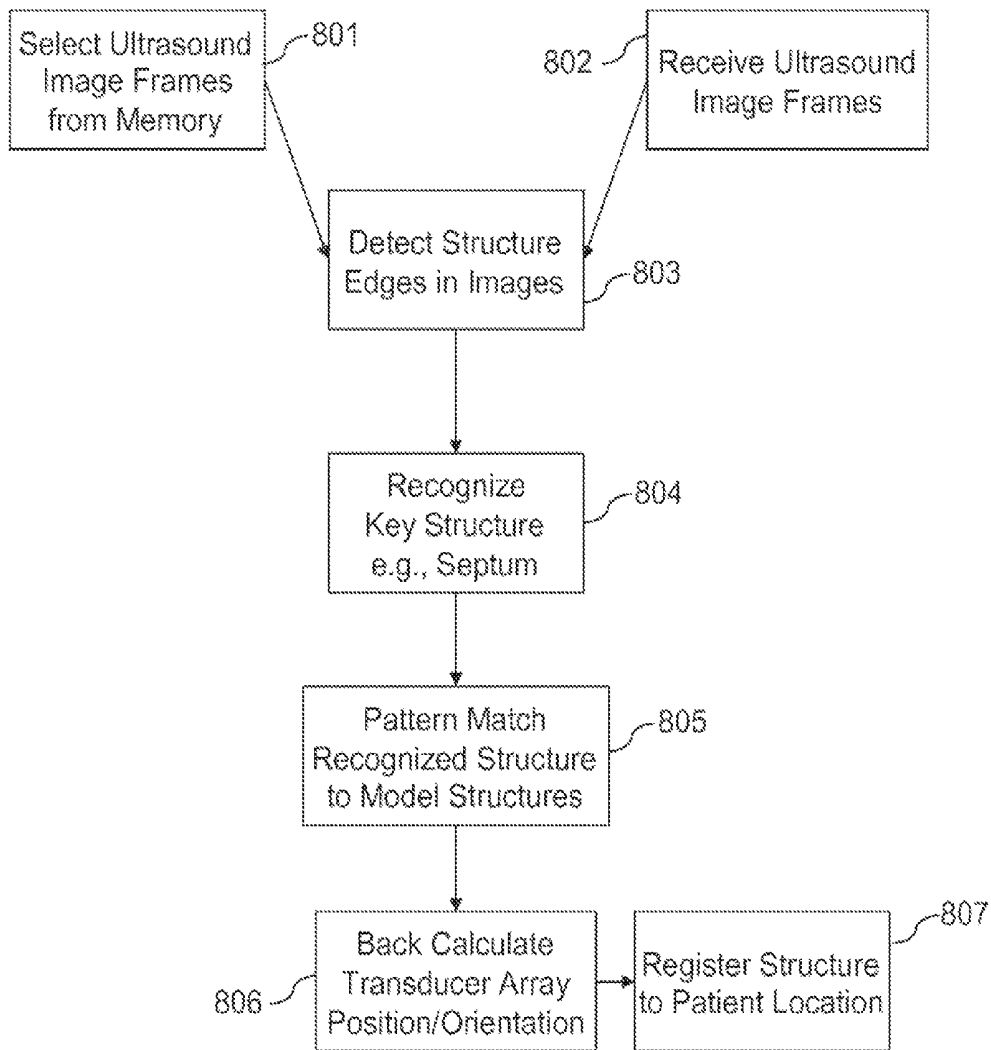 Select Ultrasound
Image Frames
from Memory
801
802
Receive Ultrasound
Image Frames
Detect Structure
Edges in Images
803
Recognize
Key Structure
e.g., Septum
804
Pattern Match
Recognized Structure
to Model Structures
805
Back Calculate
Transducer Array
Position/Orientation
806
Register Structure
to Patient Location
807